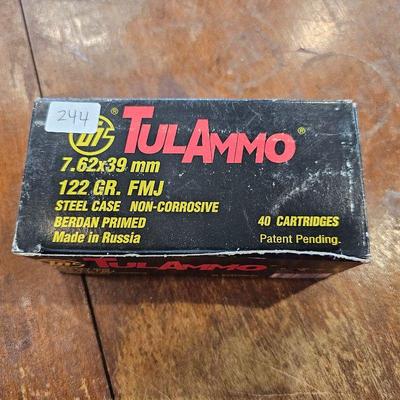 244
®
TULAMMO®
7.62x39 mm
122 GR. FMJ
STEEL CASE NON-CORROSIVE
BERDAN PRIMED
40 CARTRIDGES
Made in Russia
Patent Pending.
TULAMMO